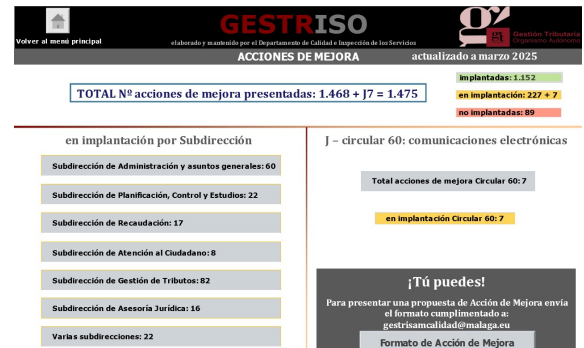 GESTRISO
Volver al menú principal
elaborado y mantenido por el Departamento de Calidad e Inspección de los Servicios
gt Gestión Tributaria
Organismo Autónomo
ACCIONES DE MEJORA
actualizado a marzo 2025
TOTAL Nº acciones de mejora presentadas: 1.468 + J7 = 1.475
implantadas: 1.152
en implantación: 227 + 7
no implantadas: 89
en implantación por Subdirección
Subdirección de Administración y asuntos generales: 60
Subdirección de Planificación, Control y Estudios: 22
Subdirección de Recaudación: 17
Subdirección de Atención al Ciudadano: 8
Subdirección de Gestión de Tributos: 82
Subdirección de Asesoría Jurídica: 16
Varias subdirecciones: 22
J – circular 60: comunicaciones electrónicas
Total acciones de mejora Circular 60: 7
en implantación Circular 60: 7
¡Tú puedes!
Para presentar una propuesta de Acción de Mejora envía
el formato cumplimentado a:
gestrisamcalidad@malaga.eu
Formato de Acción de Mejora